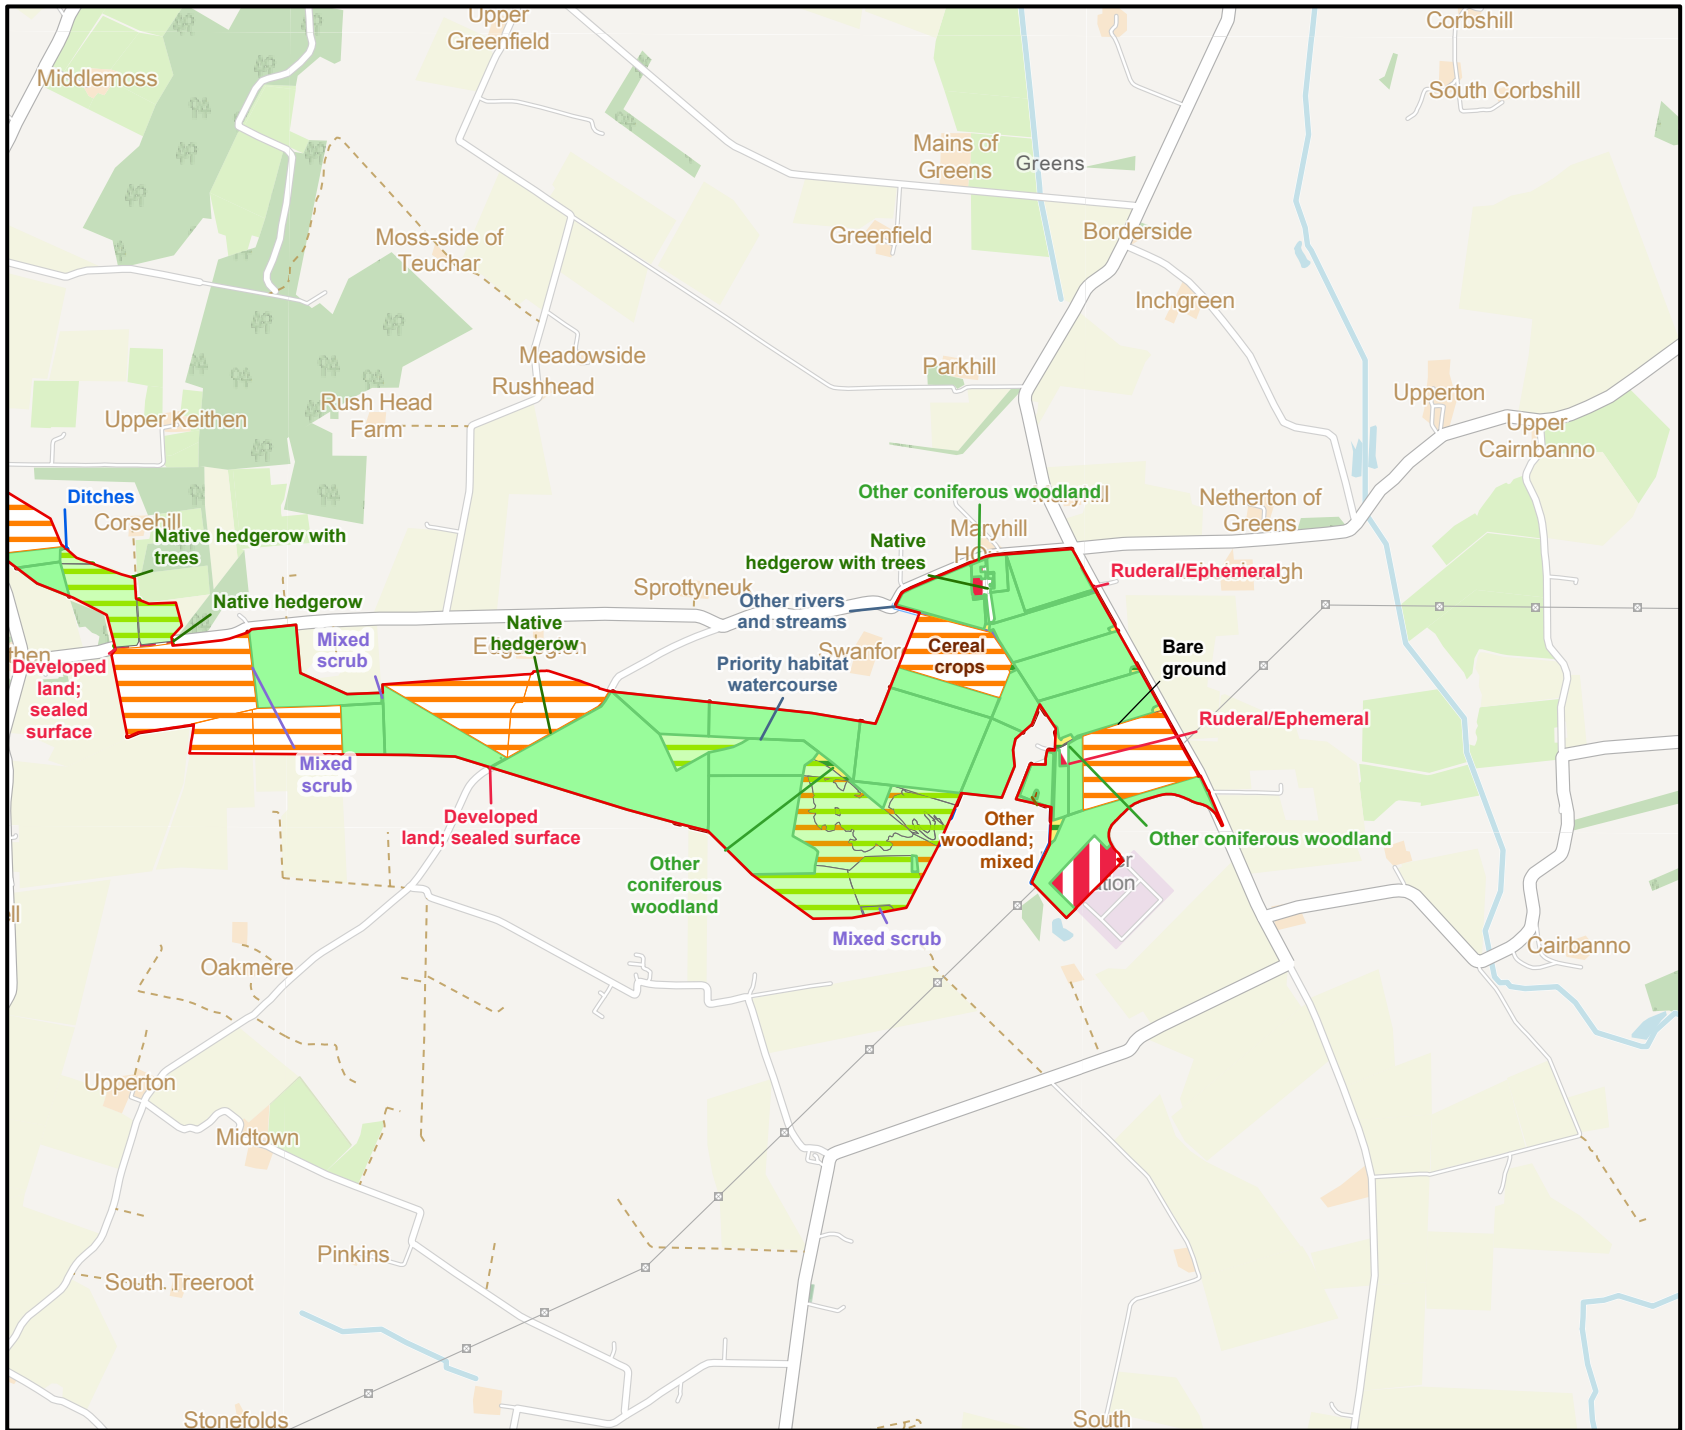 Upper
Greenfield
Corbshill
Middlemoss
South Corbshill
Mains of
Greens
Greens
Moss-side of
Teuchar
Greenfield
Borderside
Inchgreen
Meadowside
Rushhead
Parkhill
Upper Keithen
Rush Head
Farm
Upperton
Upper
Cairnbanno
Ditches
Corsehill
Other coniferous woodland
Netherton of
Greens
Native hedgerow with
trees
Maryhill
Native
hedgerow with trees
Ruderal/Ephemeral
Sprottyneuk
Native hedgerow
Other rivers
and streams
Mixed
scrub
Native
hedgerow
Cereal
crops
Bare
ground
Priority habitat
watercourse
Developed
land;
sealed
surface
Ruderal/Ephemeral
Mixed
scrub
Developed
land; sealed surface
Other
woodland;
mixed
Other coniferous woodland
Other
coniferous
woodland
Mixed scrub
Cairbanno
Oakmere
Upperton
Midtown
Pinkins
South Treeroot
Stonefolds
South